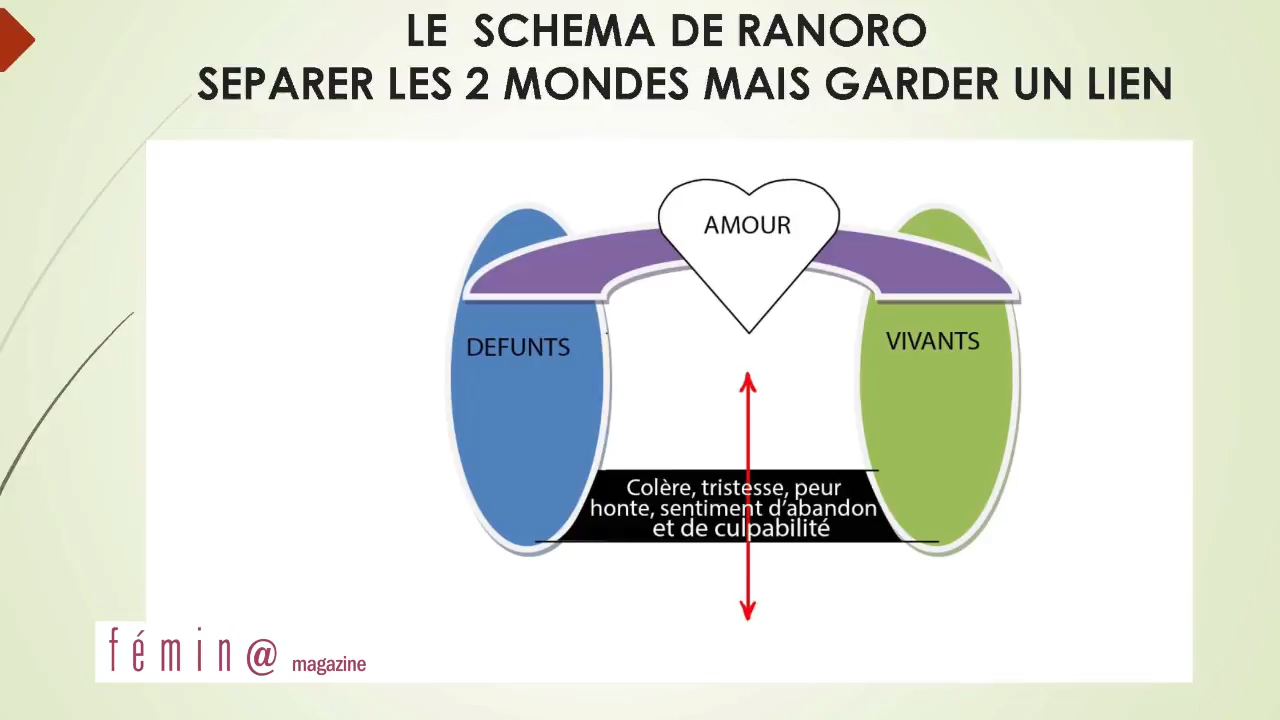 LE SCHEMA DE RANORO
SEPARER LES 2 MONDES MAIS GARDER UN LIEN
AMOUR
DEFUNTS
VIVANTS
Colère, tristesse, peur
honte, sentiment d'abandon
et de culpabilité
fémin@ magazine